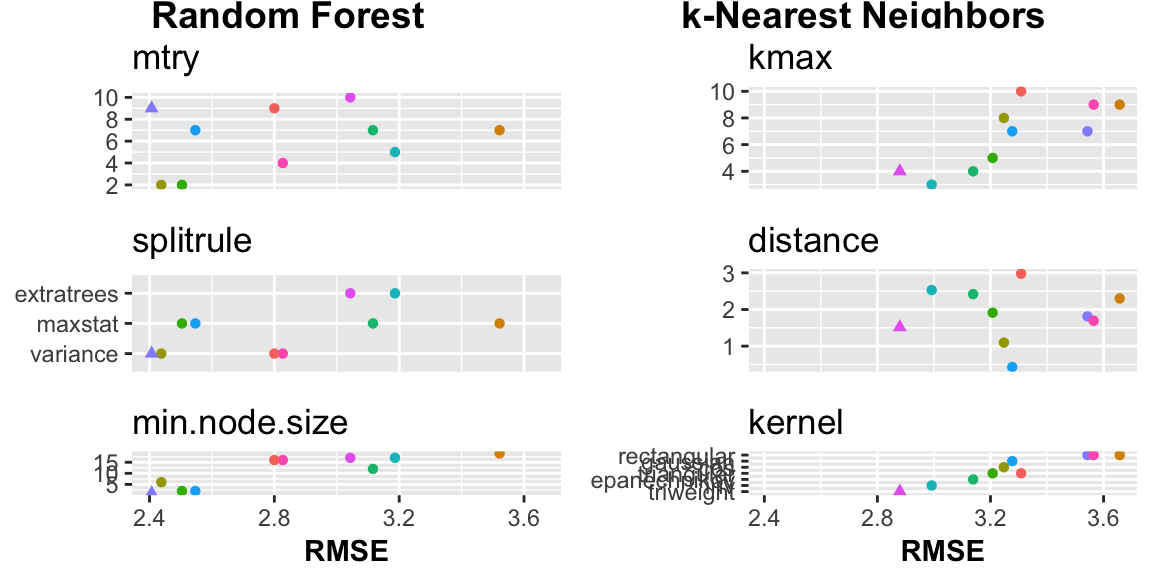 Random Forest
mtry
10
8
6
4
2
splitrule
extratrees
maxstat
variance
min.node.size
15
10
5
2.4 2.8 3.2 3.6
RMSE
k-Nearest Neighbors
kmax
10
8
6
4
distance
3
2
1
kernel
rectangular
gaussian
triweight
2.4 2.8 3.2 3.6
RMSE